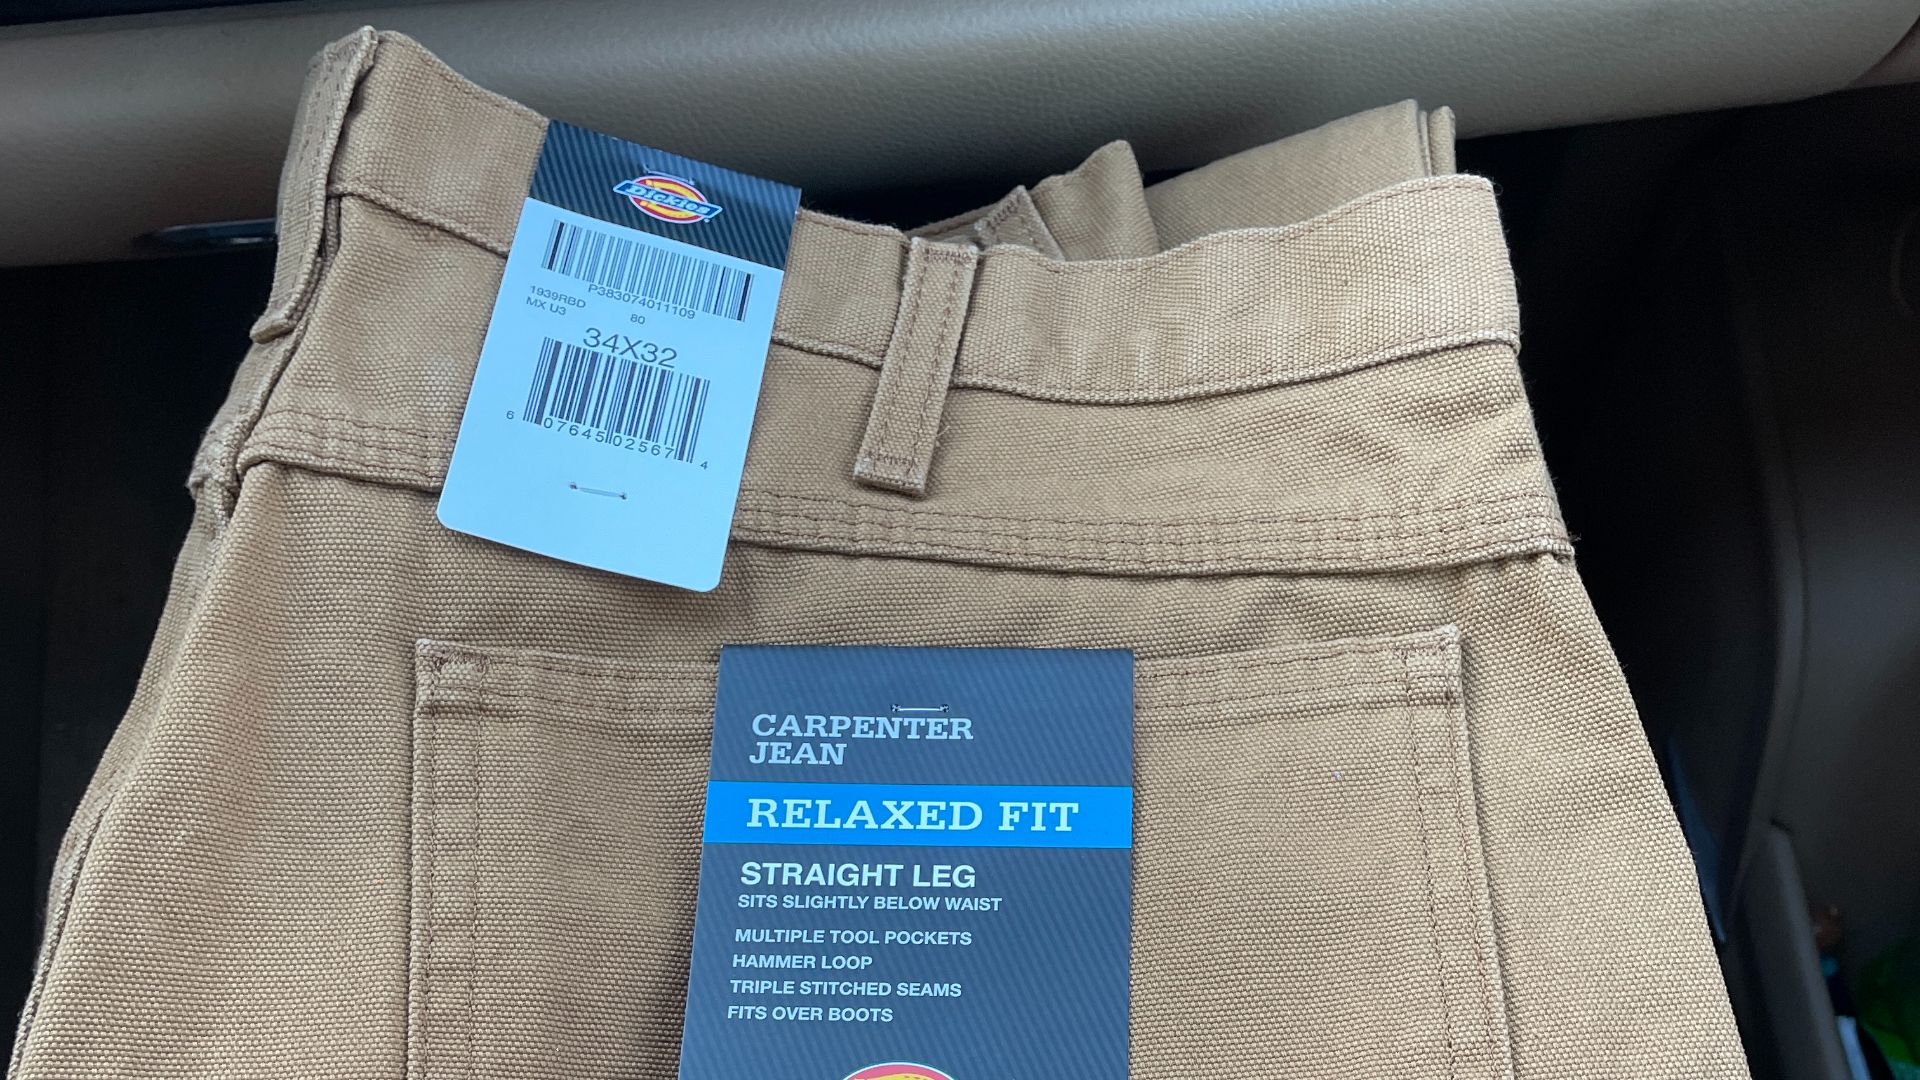 Dickies
P383074011109
1939RBD
MX U3
80
34X32
6 07645 02567 4
CARPENTER
JEAN
RELAXED FIT
STRAIGHT LEG
SITS SLIGHTLY BELOW WAIST
MULTIPLE TOOL POCKETS
HAMMER LOOP
TRIPLE STITCHED SEAMS
FITS OVER BOOTS